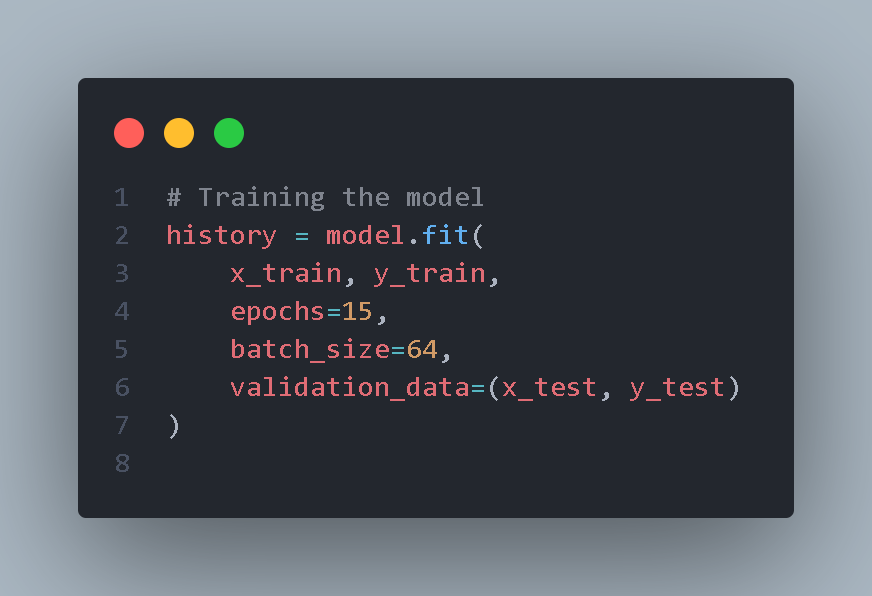 1 # Training the model
2 history = model.fit(
3     x_train, y_train,
4     epochs=15,
5     batch_size=64,
6     validation_data=(x_test, y_test)
7 )
8